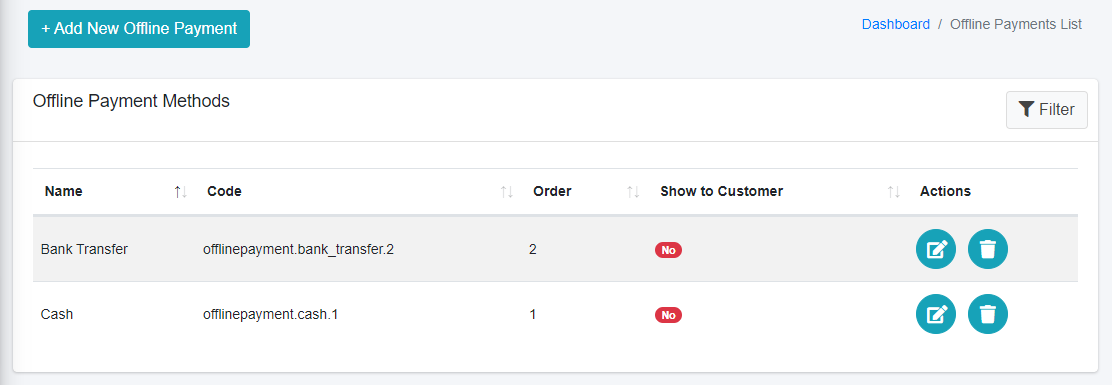 + Add New Offline Payment
Dashboard / Offline Payments List
Offline Payment Methods
Filter
Name Code Order Show to Customer Actions
Bank Transfer offlinepayment.bank_transfer.2 2 No
Cash offlinepayment.cash.1 1 No